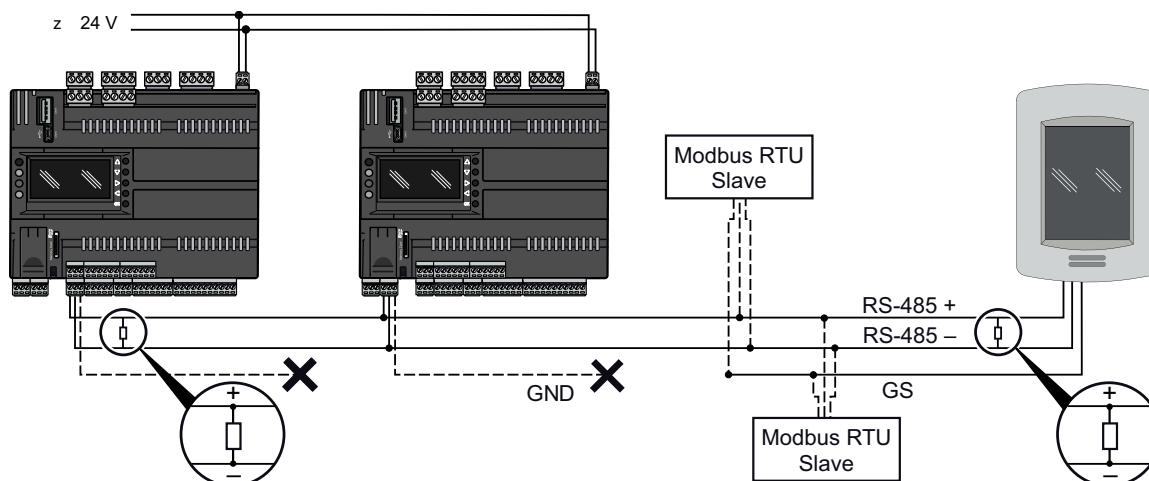 z 24 V
Modbus RTU
Slave
RS-485 +
RS-485 –
GND
GS
+
–
Modbus RTU
Slave
+
–